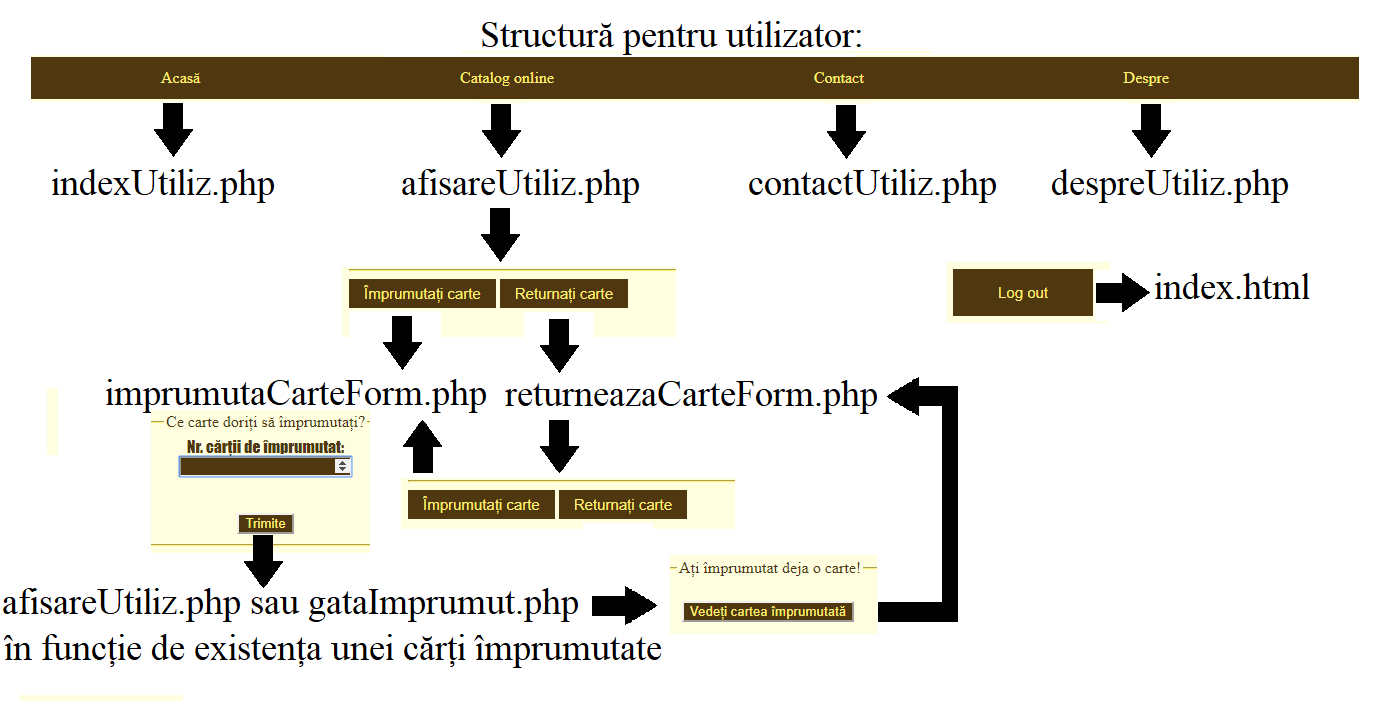 Structură pentru utilizator:
Acasă Catalog online Contact Despre
indexUtiliz.php afisareUtiliz.php contactUtiliz.php despreUtiliz.php
Împrumutați carte Returnați carte
Log out index.html
imprumutaCarteForm.php returneazaCarteForm.php
Ce carte doriți să împrumutați?
Nr. cărții de împrumutat:
Trimite
Împrumutați carte Returnați carte
afisareUtiliz.php sau gataImprumut.php
în funcție de existența unei cărți împrumutate
Ați împrumutat deja o carte!
Vedeți cartea împrumutată